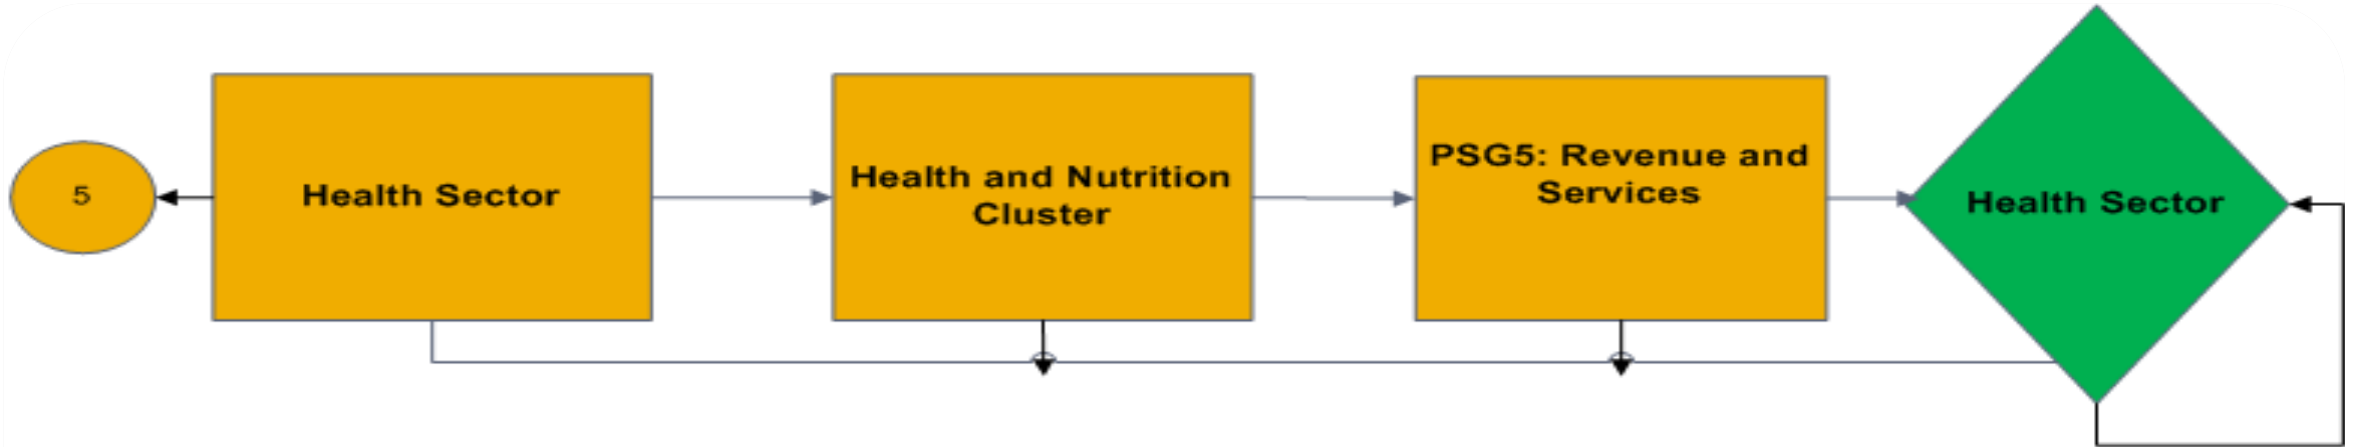 5
Health Sector
Health and Nutrition
Cluster
PSG5: Revenue and
Services
Health Sector